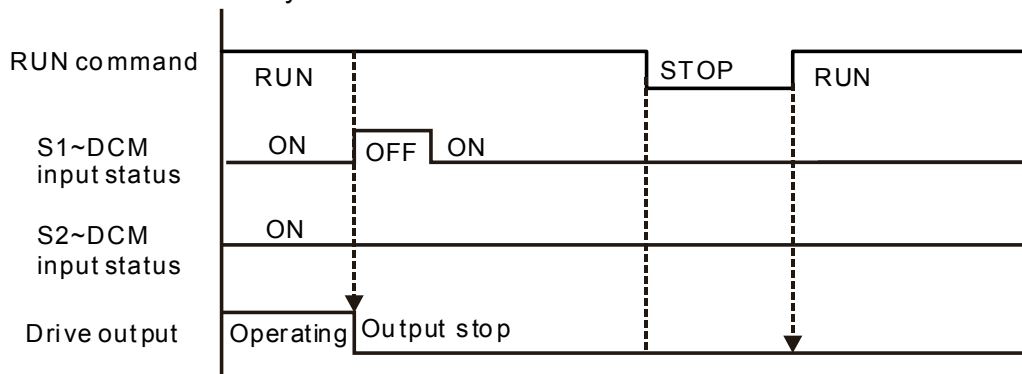 RUN command
RUN
STOP
RUN
S1~DCM
input status
ON
OFF
ON
S2~DCM
input status
ON
Drive output
Operating
Output stop